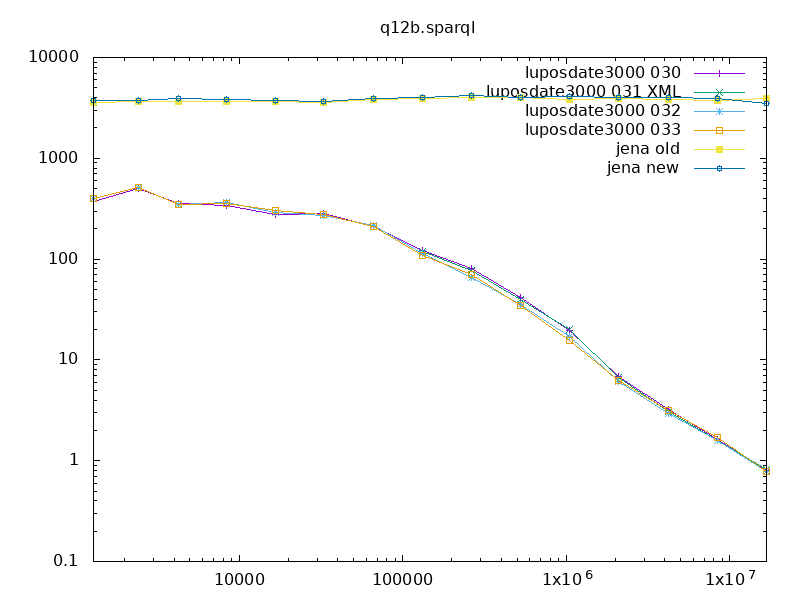 q12b.sparql
10000
1000
100
10
1
0.1
luposdate3000 030
luposdate3000 031 XML
luposdate3000 032
luposdate3000 033
jena old
jena new
10000 100000 1x10^6 1x10^7